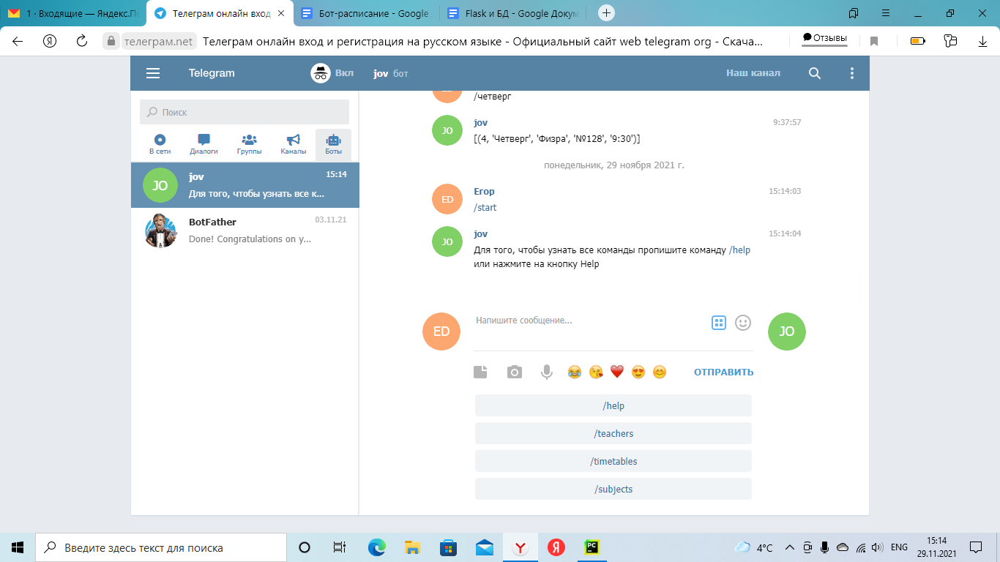 1 · Входящие — Яндекс.По
Телеграм онлайн вход
Бот-расписание - Google
Flask и БД - Google Докум
телеграм.net
Телеграм онлайн вход и регистрация на русском языке - Официальный сайт web telegram org - Скача...
Отзывы
Telegram
Вкл
jov бот
Наш канал
Поиск
В сети
Диалоги
Группы
Каналы
Боты
jov
15:14
Для того, чтобы узнать все к...
BotFather
03.11.21
Done! Congratulations on y...
/четверг
JO
jov
9:37:57
[(4, 'Четверг', 'Физра', '№128', '9:30')]
понедельник, 29 ноября 2021 г.
ED
Егор
15:14:03
/start
JO
jov
15:14:04
Для того, чтобы узнать все команды пропишите команду /help
или нажмите на кнопку Help
ED
Напишите сообщение...
JO
ОТПРАВИТЬ
/help
/teachers
/timetables
/subjects
JO
Введите здесь текст для поиска
4°C
ENG
15:14
29.11.2021